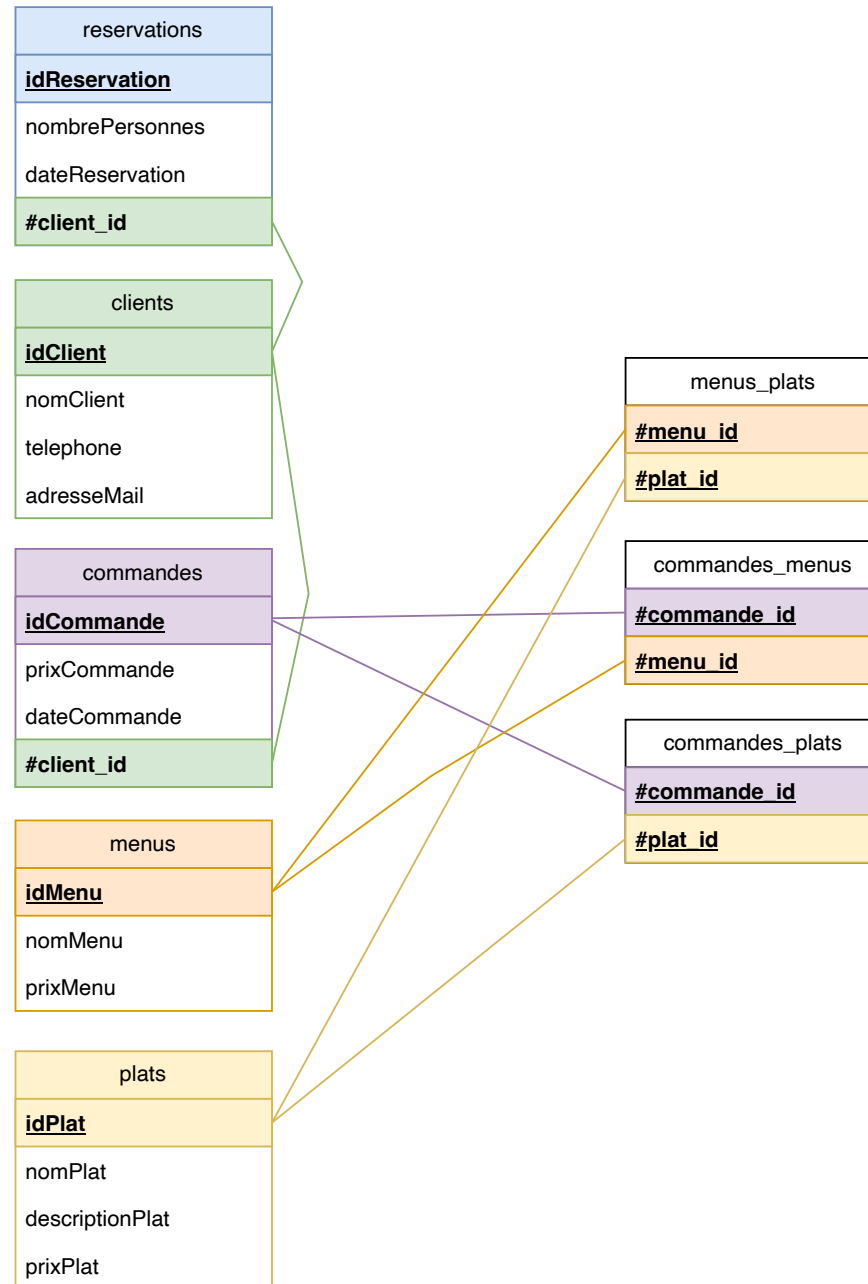 reservations
idReservation
nombrePersonnes
dateReservation
#client_id
clients
idClient
nomClient
telephone
adresseMail
commandes
idCommande
prixCommande
dateCommande
#client_id
menus
idMenu
nomMenu
prixMenu
plats
idPlat
nomPlat
descriptionPlat
prixPlat
menus_plats
#menu_id
#plat_id
commandes_menus
#commande_id
#menu_id
commandes_plats
#commande_id
#plat_id